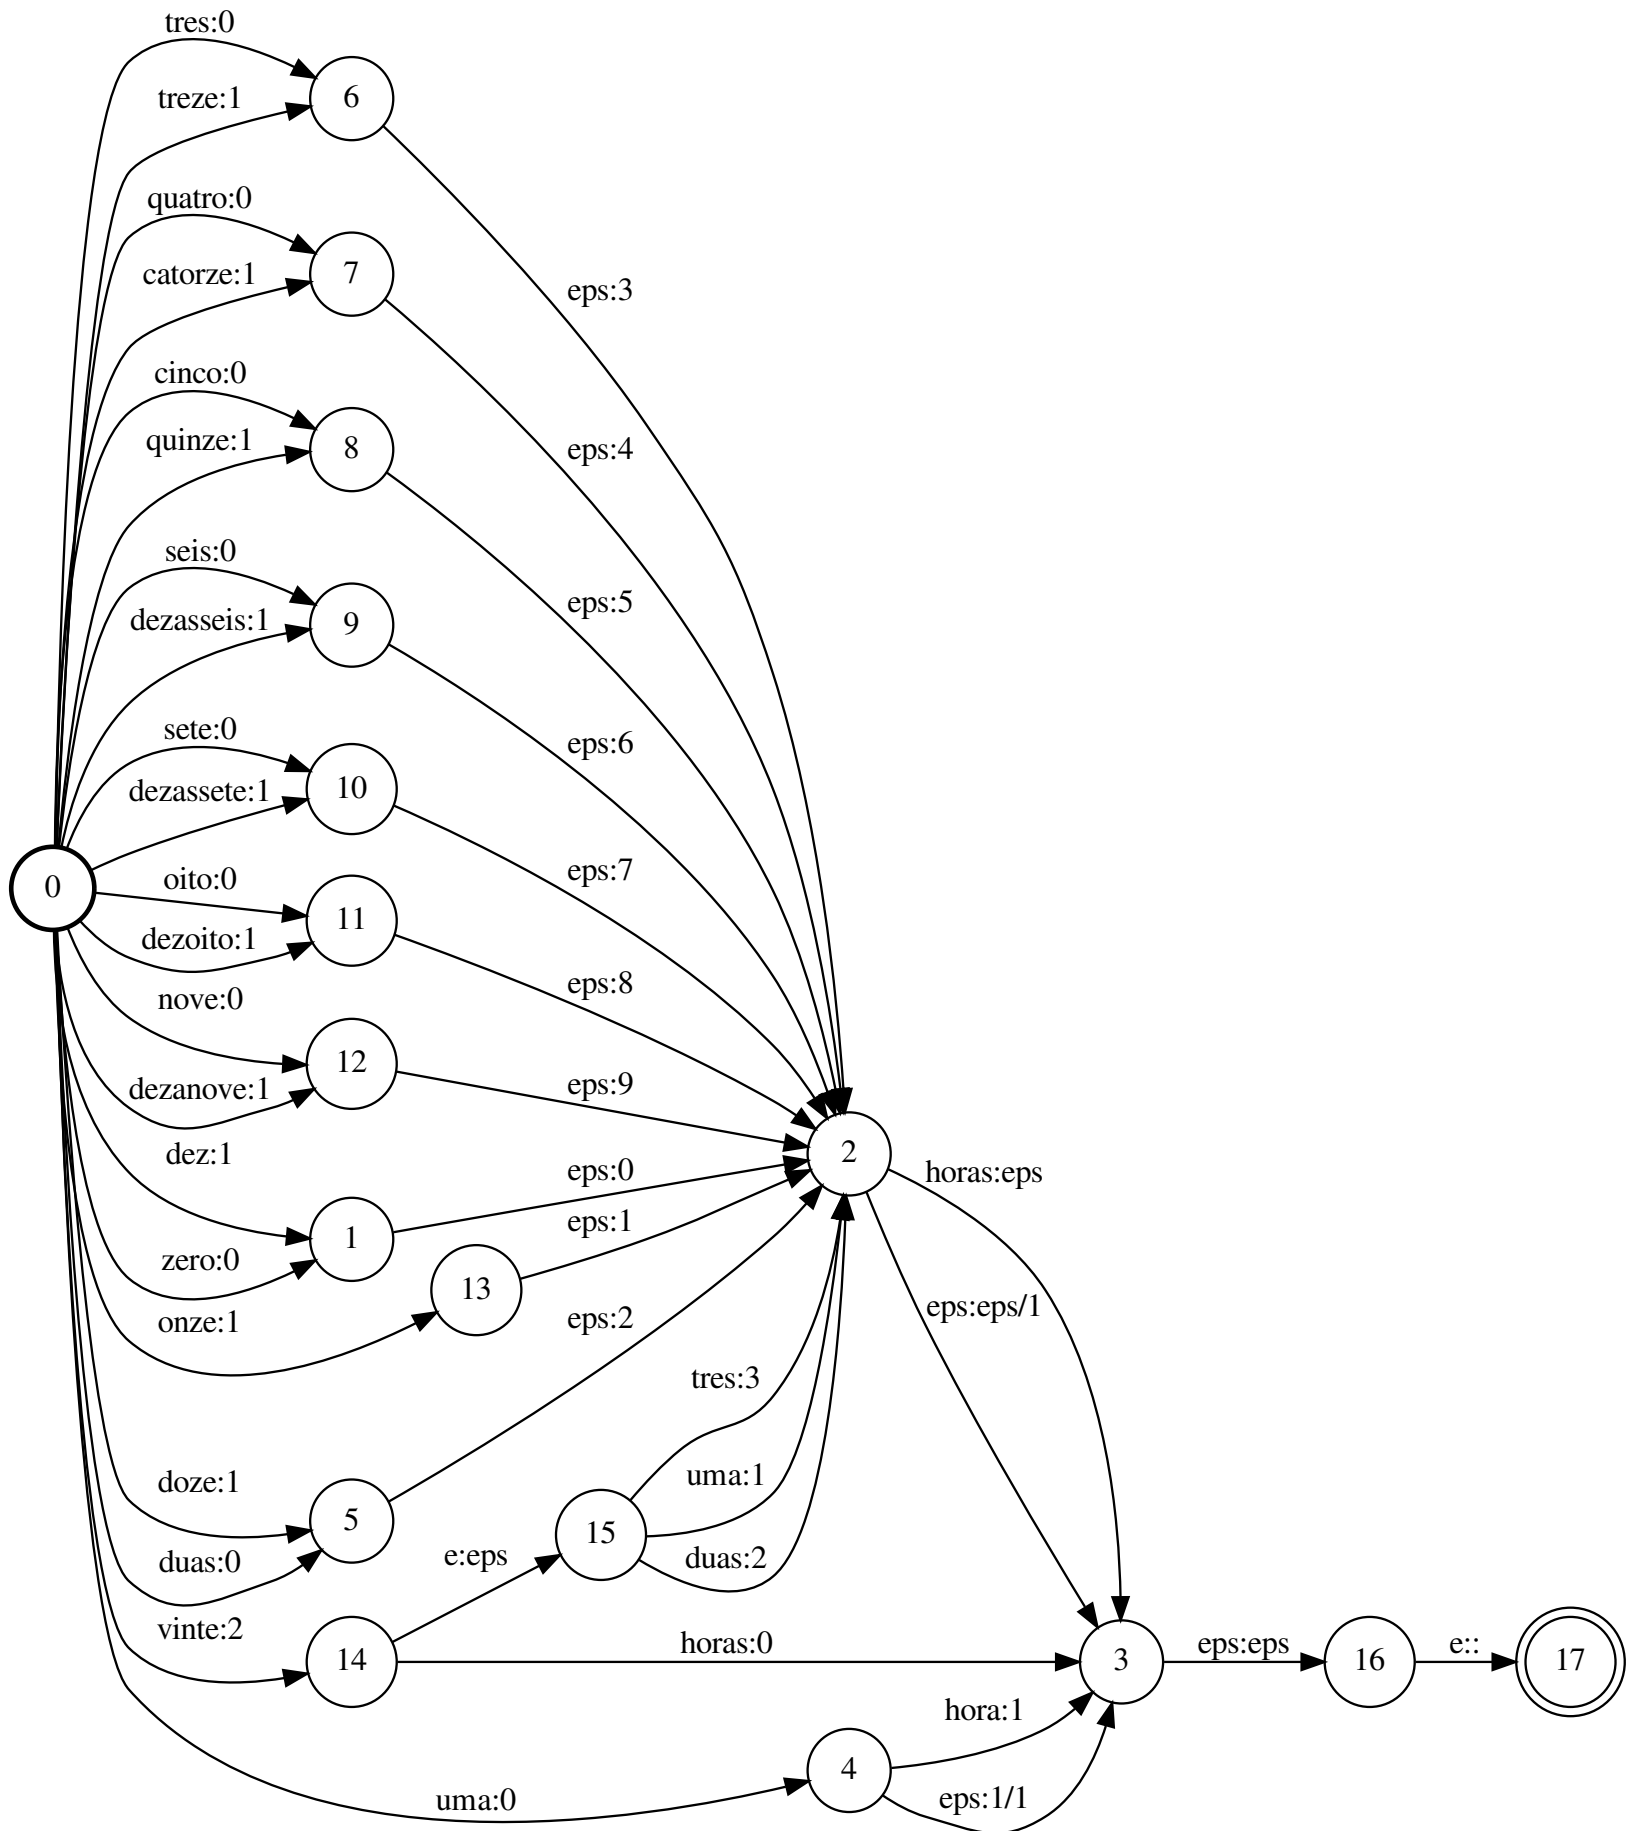 tres:0
6
treze:1
quatro:0
7
catorze:1
eps:3
cinco:0
quinze:1
8
eps:4
seis:0
eps:5
dezasseis:1
9
sete:0
eps:6
dezassete:1
10
oito:0
eps:7
0
11
dezoito:1
eps:8
nove:0
12
dezanove:1
eps:9
dez:1
2
eps:0
horas:eps
eps:1
1
zero:0
13
onze:1
eps:2
eps:eps/1
tres:3
doze:1
uma:1
5
15
duas:0
e:eps
duas:2
vinte:2
14
horas:0
3
eps:eps
16
e::
17
hora:1
4
uma:0
eps:1/1